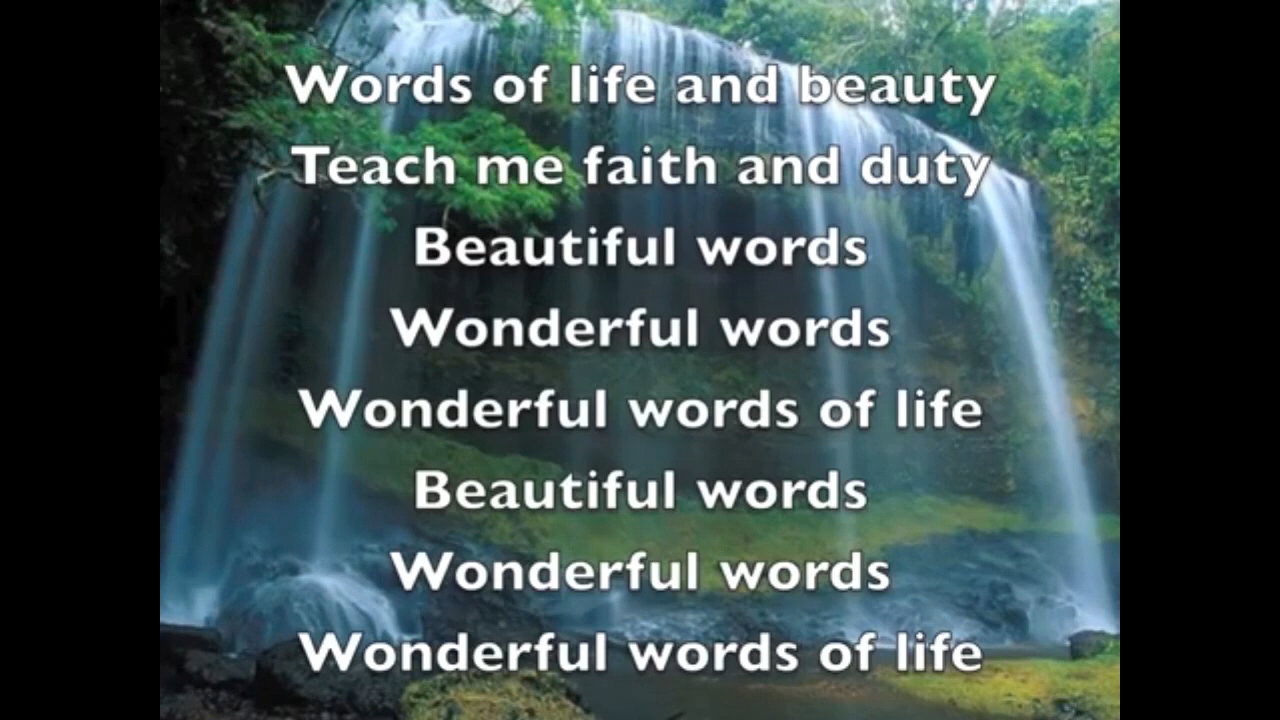 Words of life and beauty
Teach me faith and duty
Beautiful words
Wonderful words
Wonderful words of life
Beautiful words
Wonderful words
Wonderful words of life